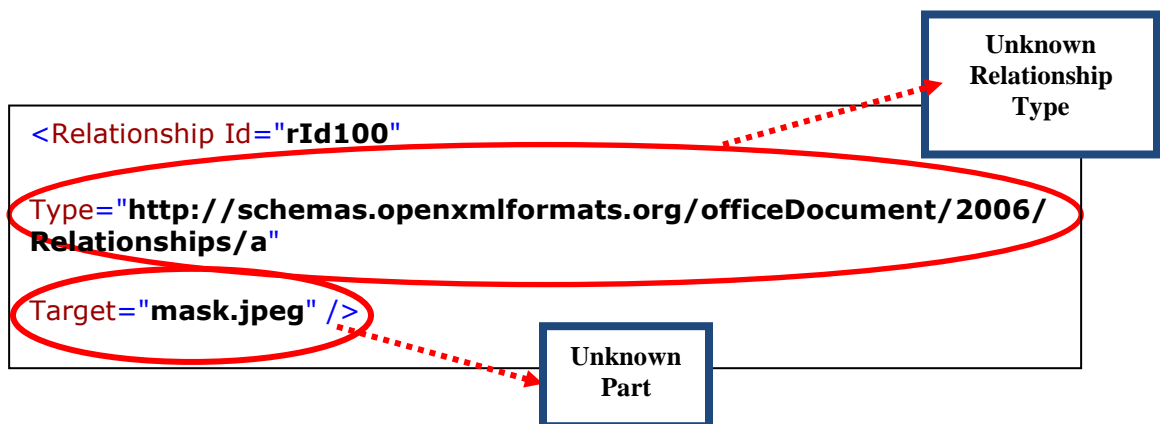 Unknown
Relationship
Type
<Relationship Id="rId100"
Type="http://schemas.openxmlformats.org/officeDocument/2006/
Relationships/a"
Target="mask.jpeg" />
Unknown
Part